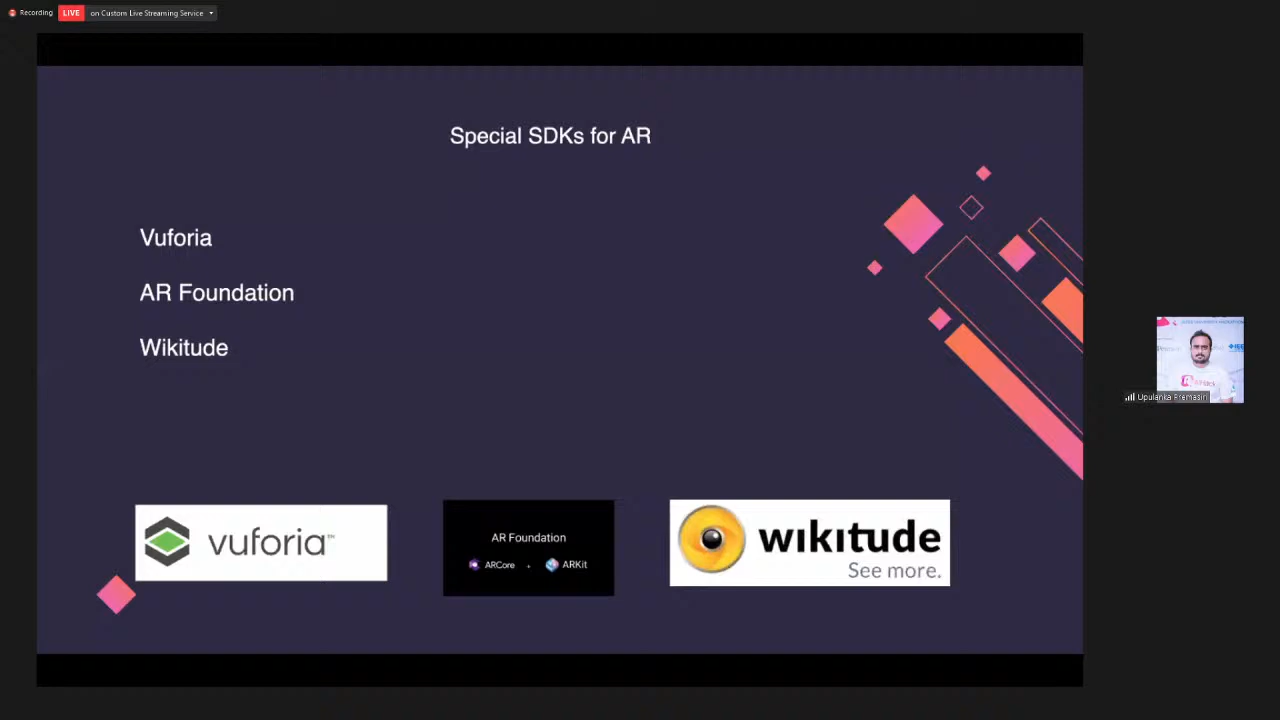 Recording
LIVE
on Custom Live Streaming Service
Special SDKs for AR
Vuforia
AR Foundation
Wikitude
vuforia™
AR Foundation
ARCore . ARKit
wikitude
See more.
Upulanka Premasiri